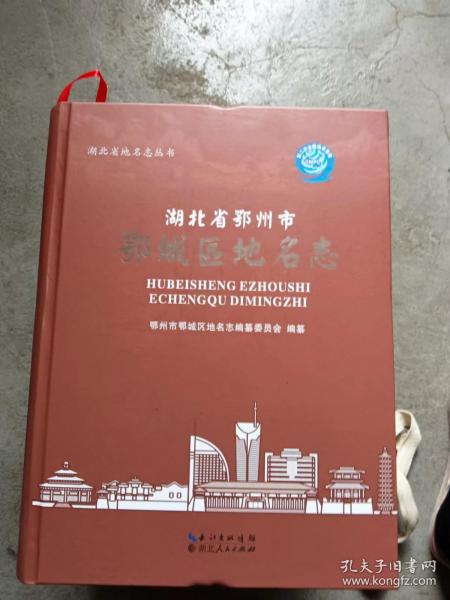 湖北省地名志丛书
湖北省鄂州市
鄂城区地名志
HUBEISHENG EZHOUSHI
ECHENGQU DIMINGZHI
鄂州市鄂城区地名志编纂委员会 编纂
长江出版传媒
湖北人民出版社
孔夫子旧书网
www.kongfz.com